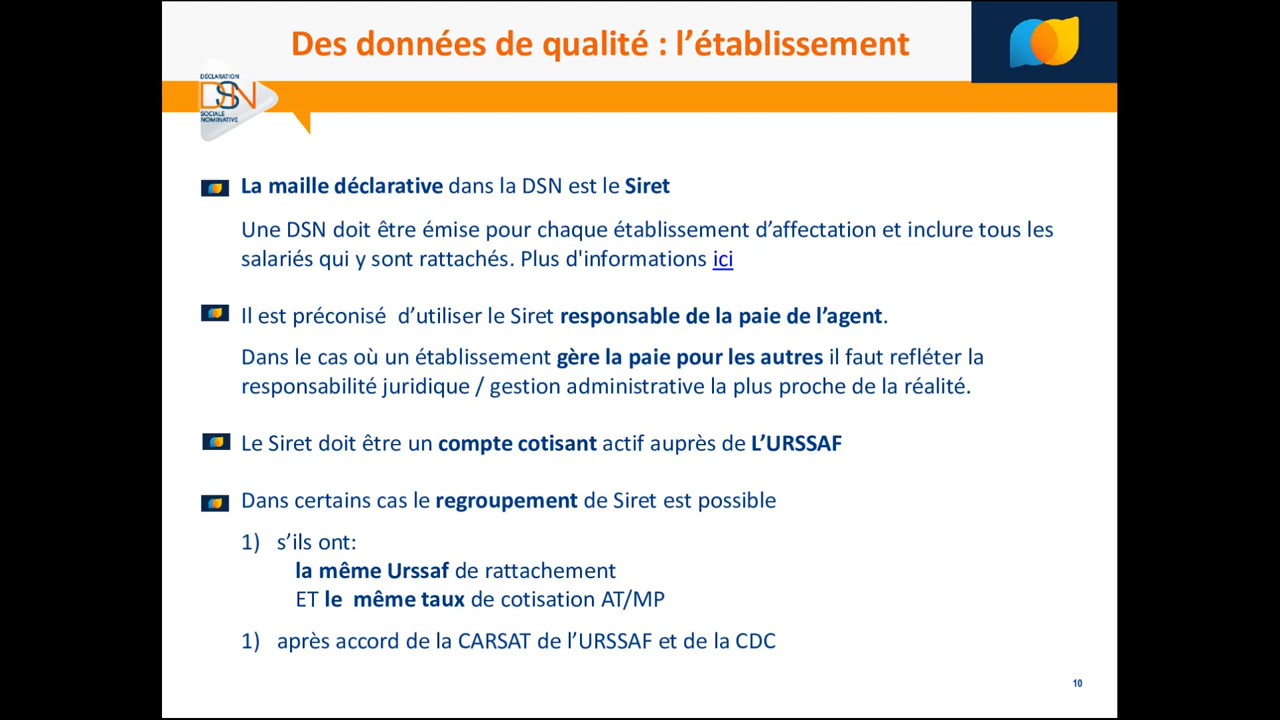 Des données de qualité : l’établissement
DÉCLARATION
DSN
SOCIALE
NOMINATIVE
La maille déclarative dans la DSN est le Siret
Une DSN doit être émise pour chaque établissement d’affectation et inclure tous les
salariés qui y sont rattachés. Plus d'informations ici
Il est préconisé  d’utiliser le Siret responsable de la paie de l’agent.
Dans le cas où un établissement gère la paie pour les autres il faut refléter la
responsabilité juridique / gestion administrative la plus proche de la réalité.
Le Siret doit être un compte cotisant actif auprès de L’URSSAF
Dans certains cas le regroupement de Siret est possible
1) s’ils ont:
la même Urssaf de rattachement
ET le  même taux de cotisation AT/MP
1) après accord de la CARSAT de l’URSSAF et de la CDC
10